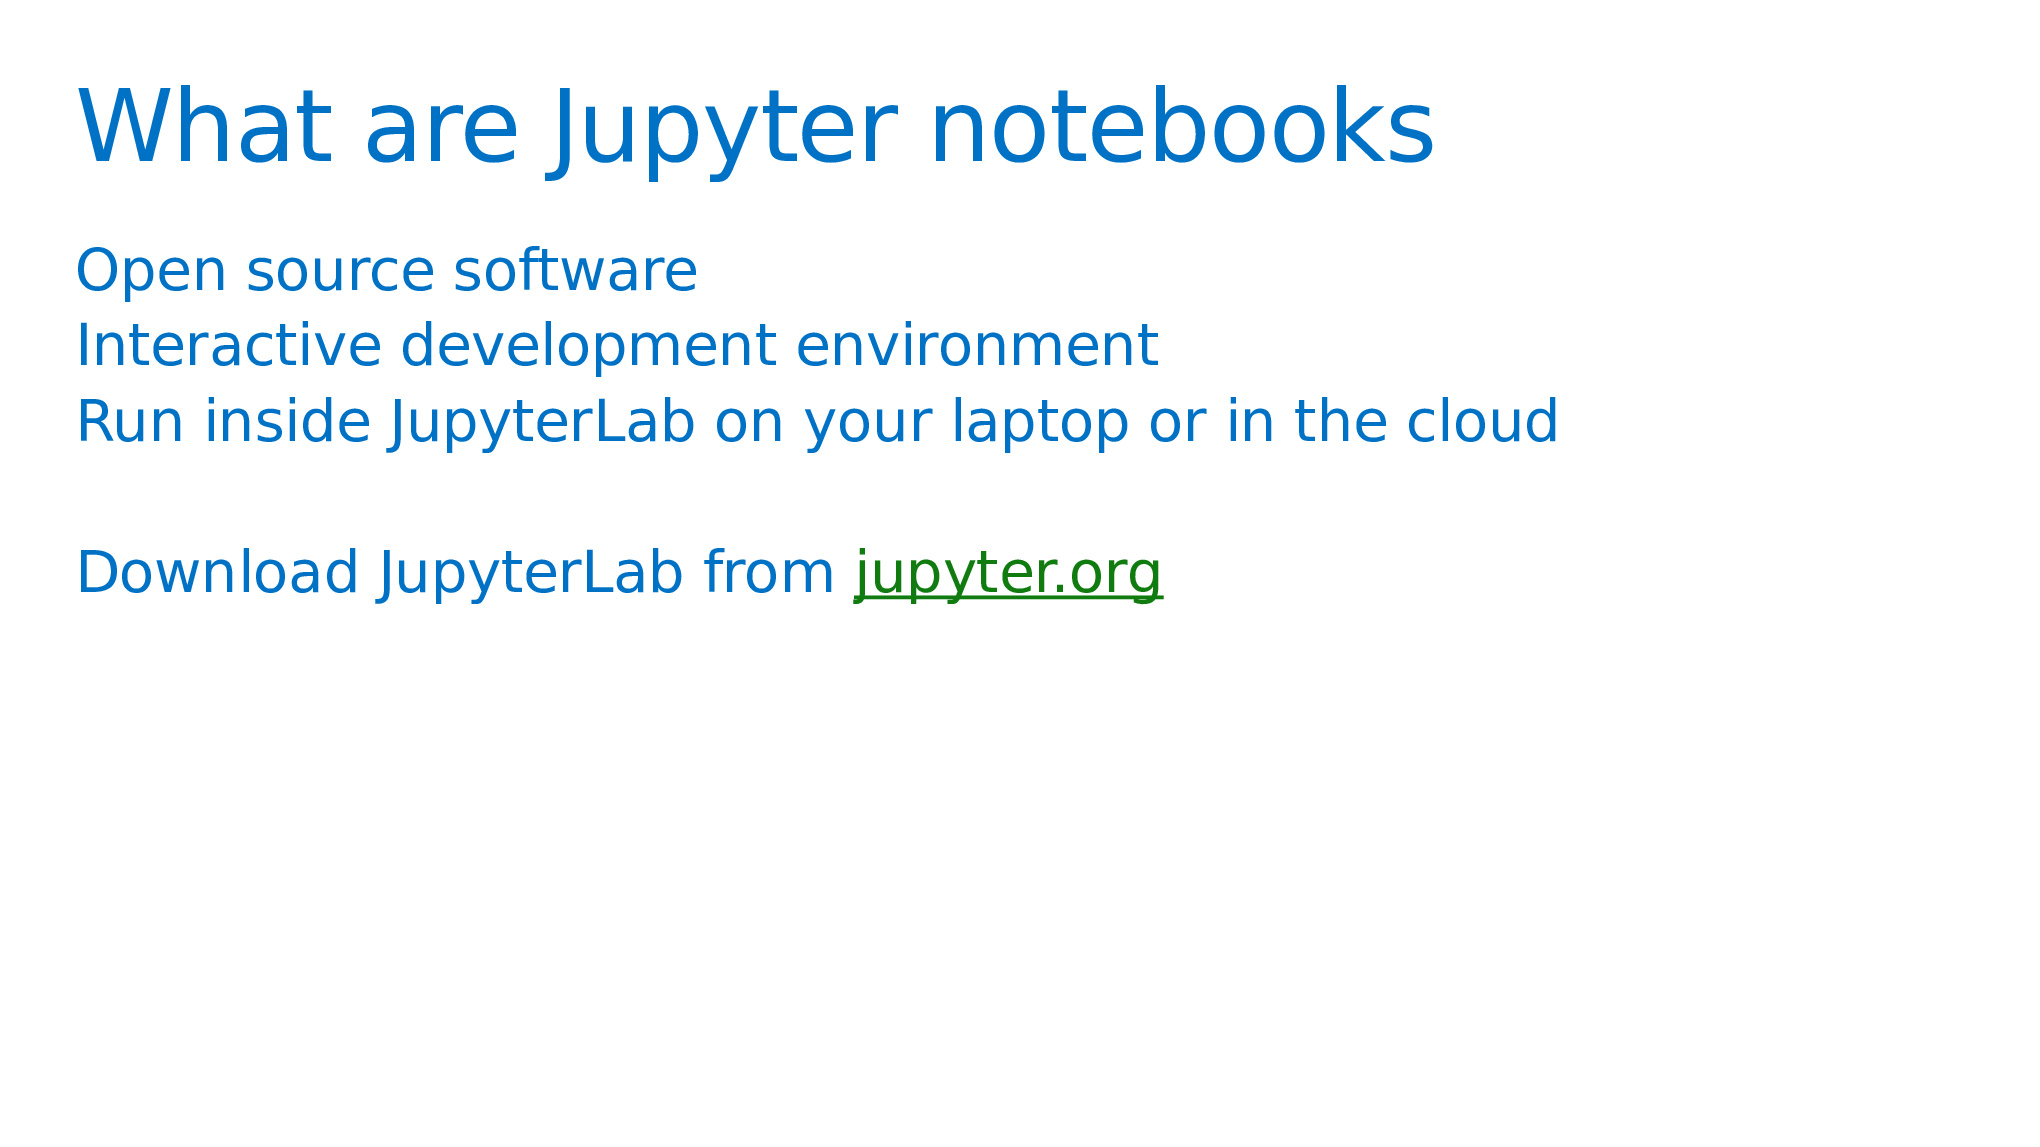 What are Jupyter notebooks
Open source software
Interactive development environment
Run inside JupyterLab on your laptop or in the cloud
Download JupyterLab from jupyter.org